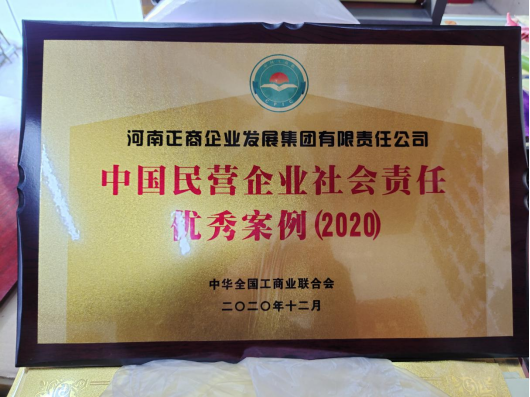 河南正商企业发展集团有限责任公司
中国民营企业社会责任
优秀案例(2020)
中华全国工商业联合会
二〇二〇年十二月